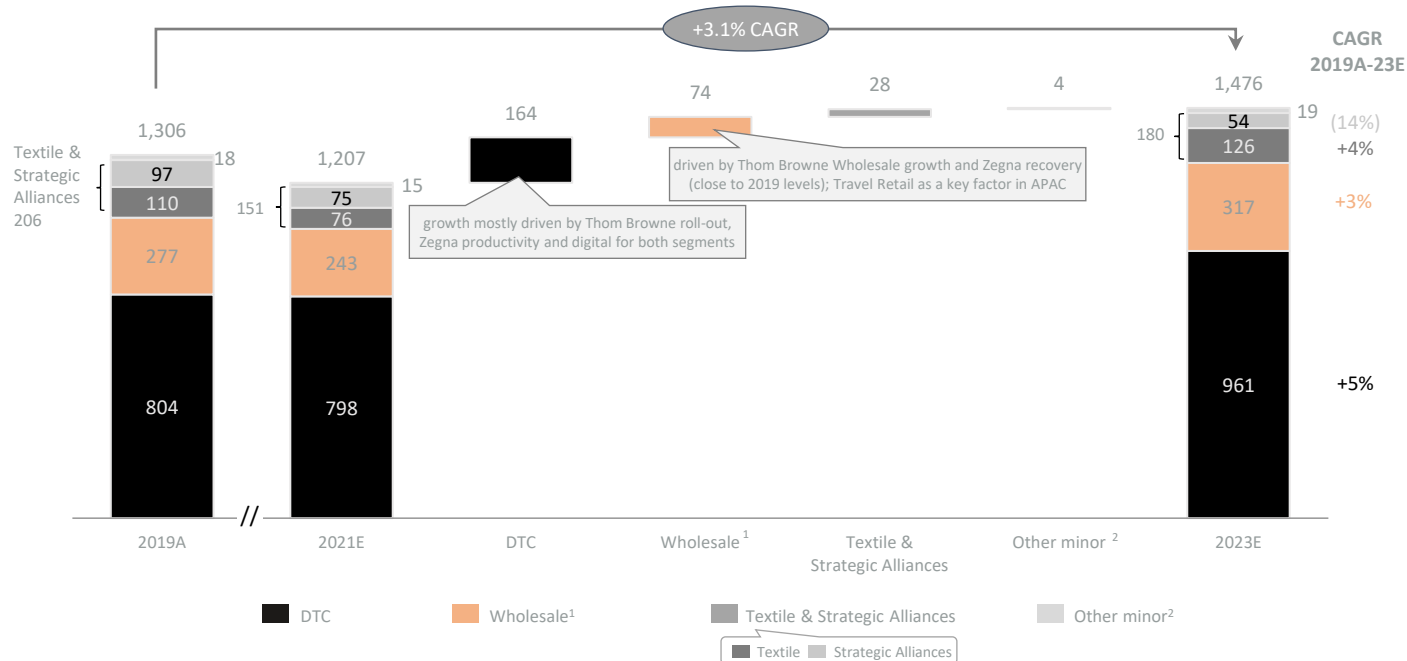 +3.1% CAGR
CAGR
2019A-23E
1,306
1,207
164
74
28
4
1,476
Textile &
Strategic
Alliances
206
18
97
110
277
804
151
15
75
76
243
798
growth mostly driven by Thom Browne roll-out,
Zegna productivity and digital for both segments
driven by Thom Browne Wholesale growth and Zegna recovery
(close to 2019 levels); Travel Retail as a key factor in APAC
180
19
54
126
317
961
(14%)
+4%
+3%
+5%
//
2019A
2021E
DTC
Wholesale 1
Textile &
Strategic Alliances
Other minor 2
2023E
DTC
Wholesale1
Textile & Strategic Alliances
Other minor2
Textile
Strategic Alliances